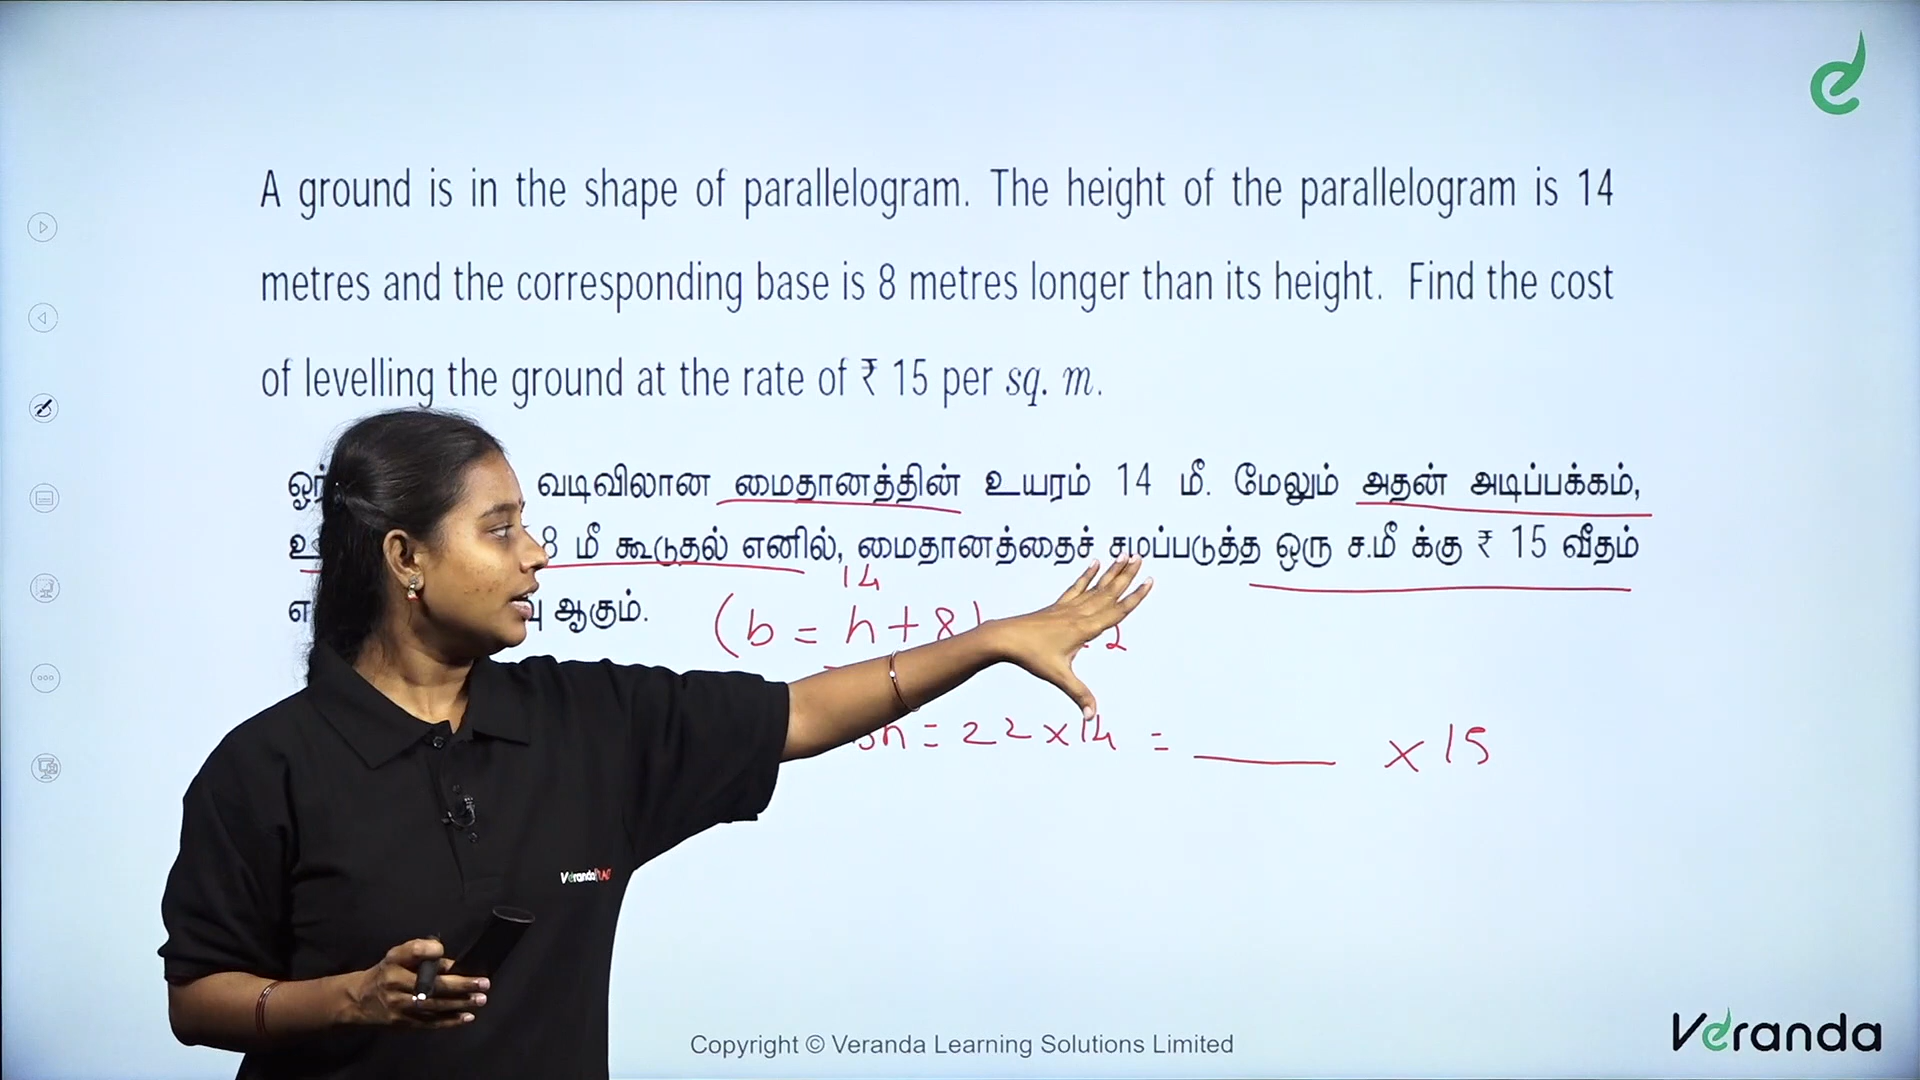 A ground is in the shape of parallelogram. The height of the parallelogram is 14
metres and the corresponding base is 8 metres longer than its height. Find the cost
of levelling the ground at the rate of ₹ 15 per sq. m.
வடிவிலான மைதானத்தின் உயரம் 14 மீ. மேலும் அதன் அடிப்பக்கம்,
8 மீ கூடுதல் எனில், மைதானத்தைச் சமப்படுத்த ஒரு ச.மீ க்கு ₹ 15 வீதம்
ஆகும்.
14
(b = h + 8)
= 22 x 14 = ____ x 15
Veranda
Copyright © Veranda Learning Solutions Limited
Veranda